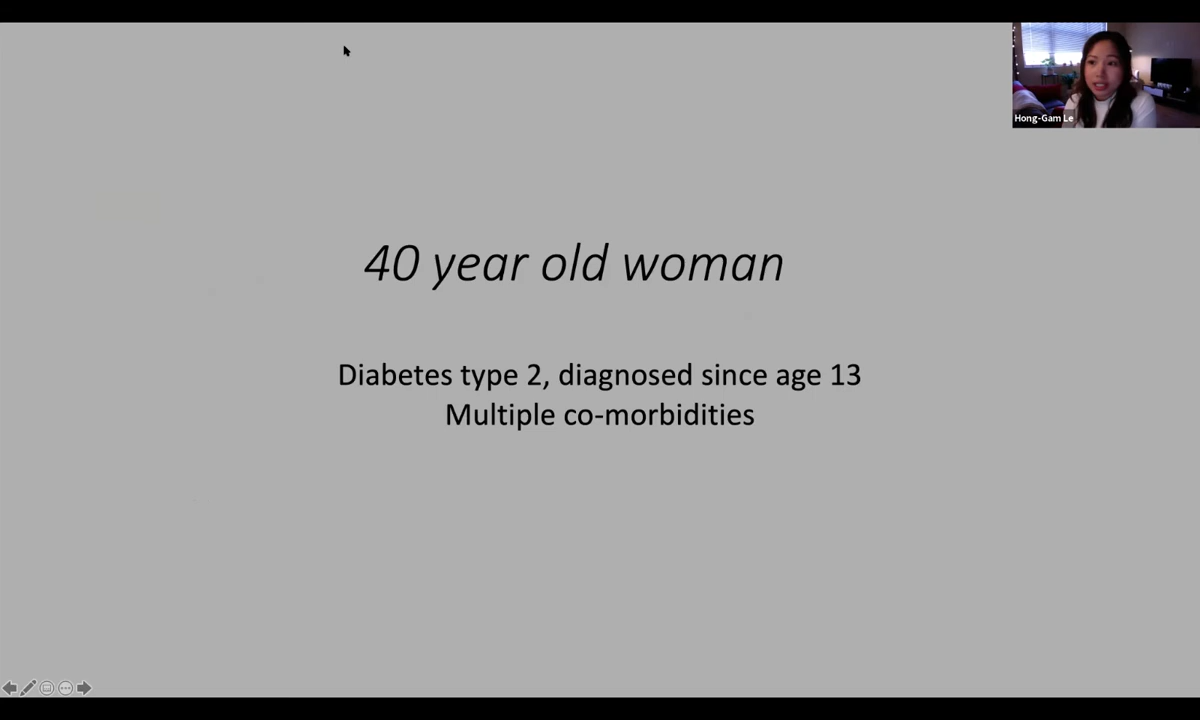 Hong-Gam Le
40 year old woman
Diabetes type 2, diagnosed since age 13
Multiple co-morbidities